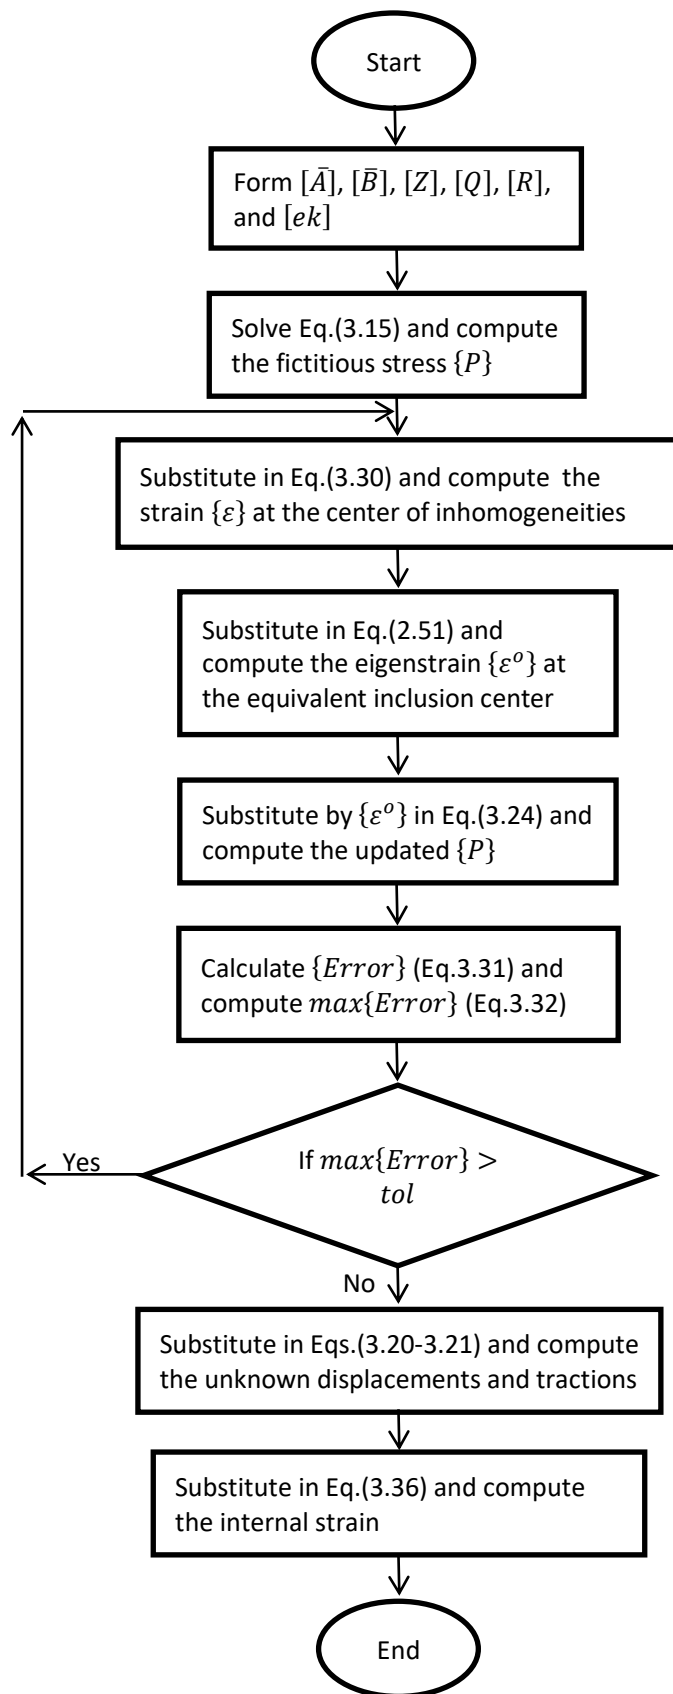 Start
Form [Ā], [B̄], [Z], [Q], [R],
and [ek]
Solve Eq.(3.15) and compute
the fictitious stress {P}
Substitute in Eq.(3.30) and compute the
strain {ε} at the center of inhomogeneities
Substitute in Eq.(2.51) and
compute the eigenstrain {εᵒ} at
the equivalent inclusion center
Substitute by {εᵒ} in Eq.(3.24) and
compute the updated {P}
Calculate {Error} (Eq.3.31) and
compute max{Error} (Eq.3.32)
Yes
If max{Error} >
tol
No
Substitute in Eqs.(3.20-3.21) and compute
the unknown displacements and tractions
Substitute in Eq.(3.36) and compute
the internal strain
End